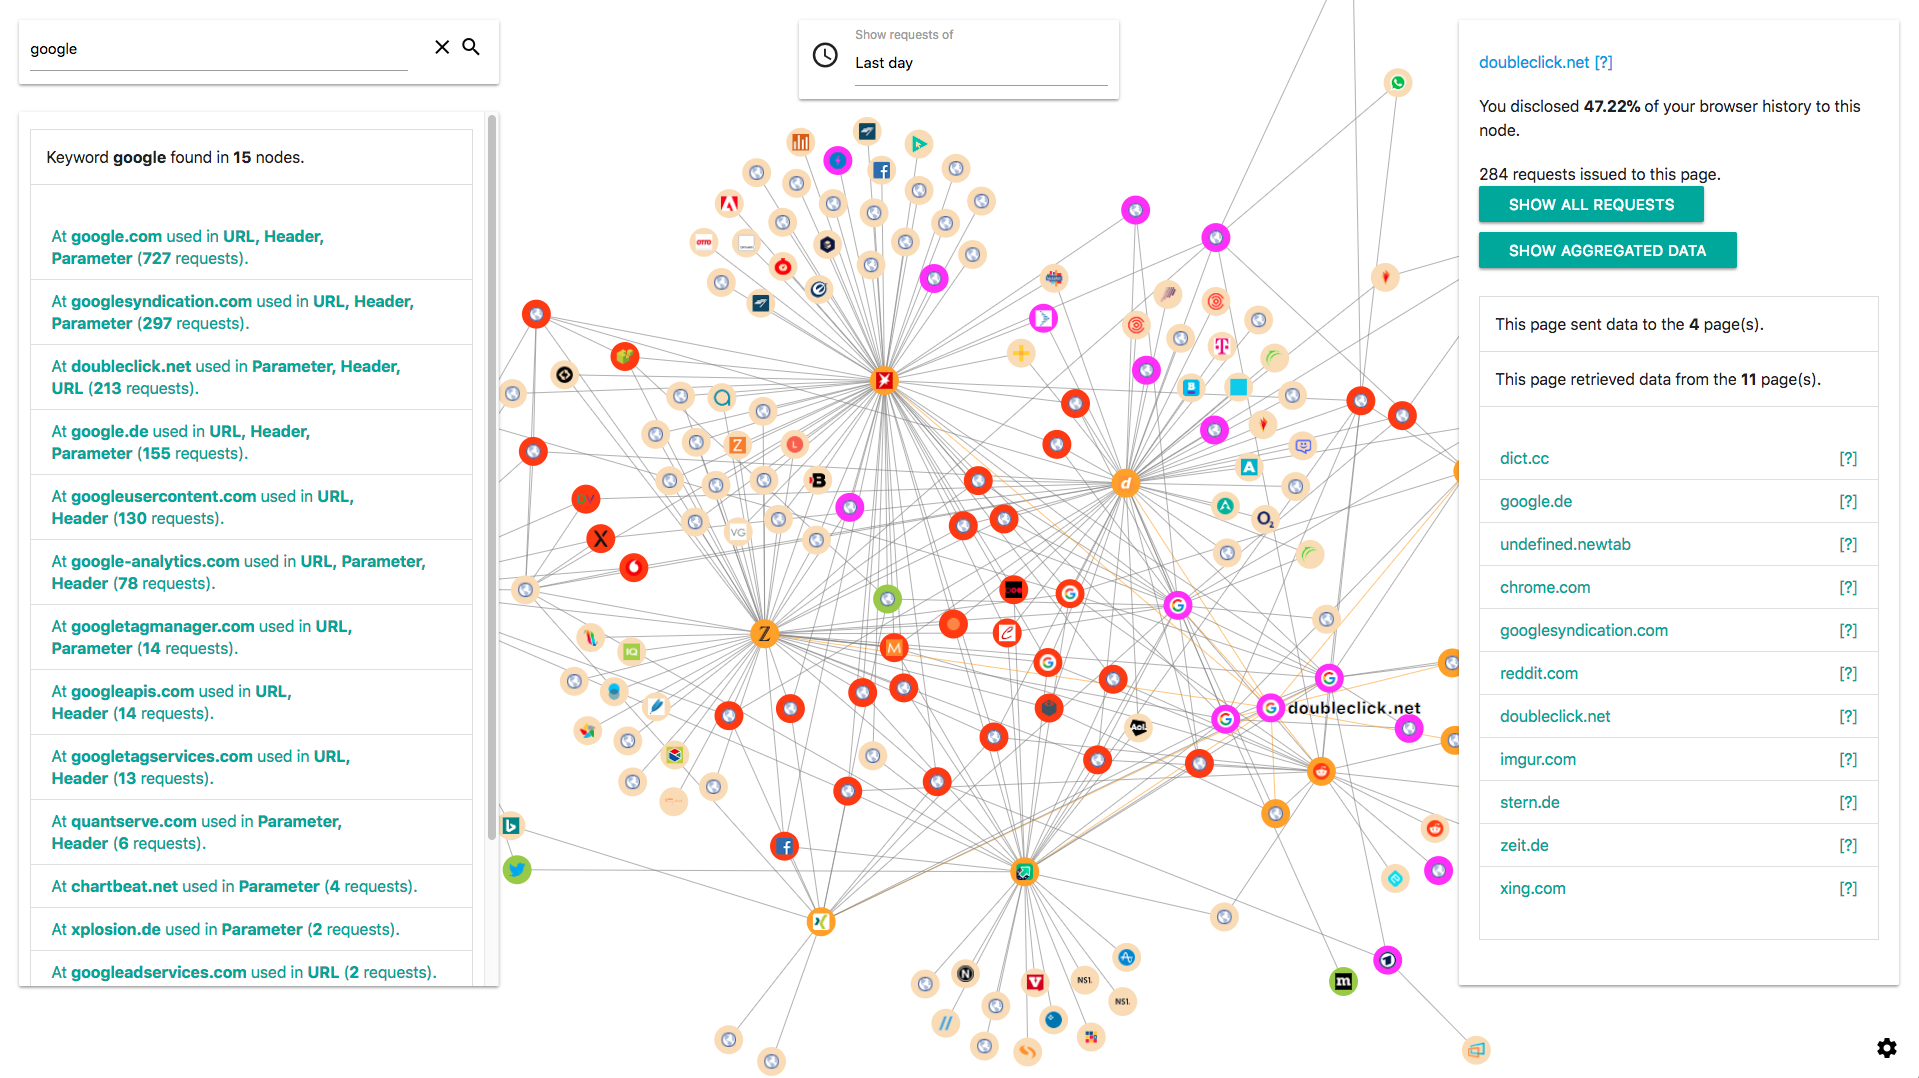 google
Keyword google found in 15 nodes.
At google.com used in URL, Header,
Parameter (727 requests).
At googlesyndication.com used in URL, Header,
Parameter (297 requests).
At doubleclick.net used in Parameter, Header,
URL (213 requests).
At google.de used in URL, Header,
Parameter (155 requests).
At googleusercontent.com used in URL,
Header (130 requests).
At google-analytics.com used in URL, Parameter,
Header (78 requests).
At googletagmanager.com used in URL,
Parameter (14 requests).
At googleapis.com used in URL,
Header (14 requests).
At googletagservices.com used in URL,
Header (13 requests).
At quantserve.com used in Parameter,
Header (6 requests).
At chartbeat.net used in Parameter (4 requests).
At xplosion.de used in Parameter (2 requests).
At googleadservices.com used in URL (2 requests).
Show requests of
Last day
OTTO
VG
IQ
Aol.
doubleclick.net
NS1.
NS1.
doubleclick.net [?]
You disclosed 47.22% of your browser history to this
node.
284 requests issued to this page.
SHOW ALL REQUESTS
SHOW AGGREGATED DATA
This page sent data to the 4 page(s).
This page retrieved data from the 11 page(s).
dict.cc [?]
google.de [?]
undefined.newtab [?]
chrome.com [?]
googlesyndication.com [?]
reddit.com [?]
doubleclick.net [?]
imgur.com [?]
stern.de [?]
zeit.de [?]
xing.com [?]